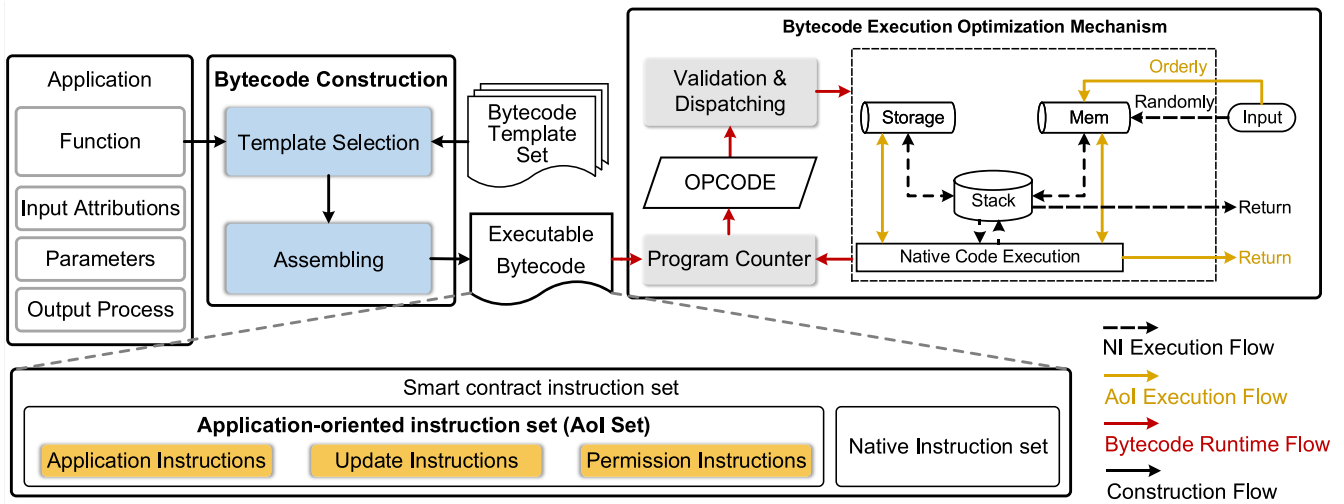 Bytecode Execution Optimization Mechanism
Application
Function
Input Attributions
Parameters
Output Process
Bytecode Construction
Template Selection
Assembling
Bytecode
Template
Set
Executable
Bytecode
Validation &
Dispatching
OPCODE
Program Counter
Orderly
Randomly
Storage
Mem
Input
Stack
Return
Native Code Execution
Return
NI Execution Flow
AoI Execution Flow
Bytecode Runtime Flow
Construction Flow
Smart contract instruction set
Application-oriented instruction set (AoI Set)
Application Instructions
Update Instructions
Permission Instructions
Native Instruction set